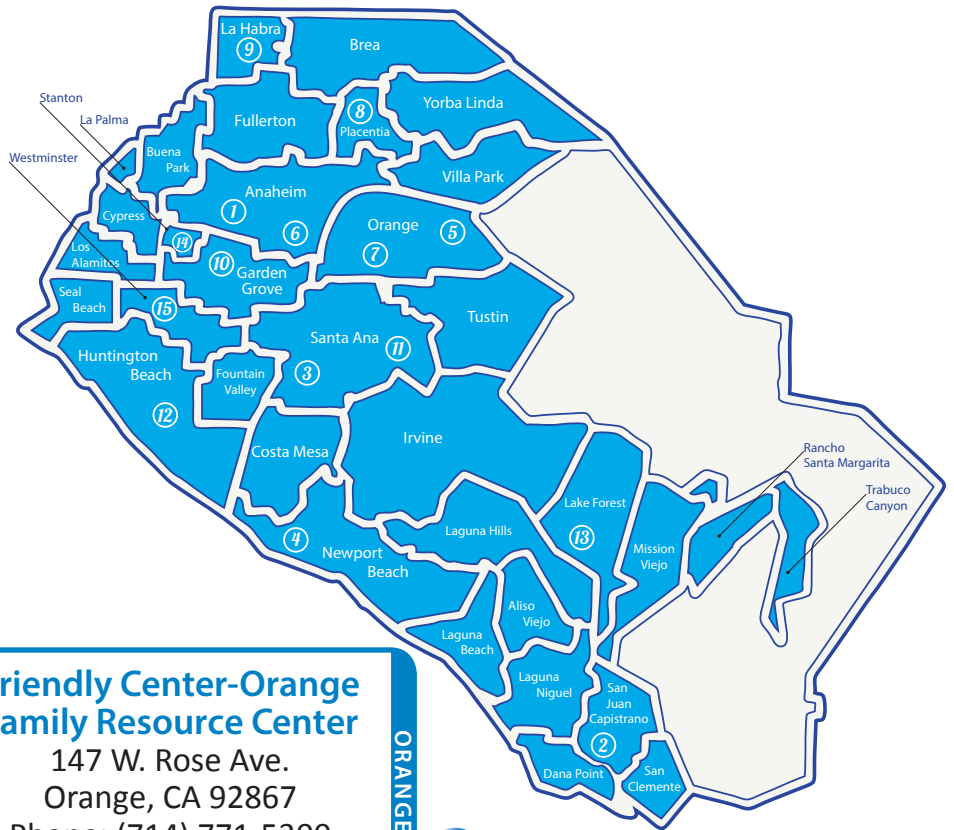 La Habra
9
Brea
Stanton
La Palma
Westminster
Fullerton
8
Placentia
Yorba Linda
Buena
Park
Villa Park
Anaheim
1
6
Cypress
Orange
5
7
14
Los
Alamitos
10
Garden
Grove
Seal
Beach
15
Tustin
Santa Ana
11
3
Huntington
Beach
Fountain
Valley
12
Costa Mesa
Irvine
Rancho
Santa Margarita
Trabuco
Canyon
Lake Forest
13
Laguna Hills
4
Newport
Beach
Mission
Viejo
Aliso
Viejo
Laguna
Beach
Laguna
Niguel
San
Juan
Capistrano
2
Dana Point
San
Clemente
riendly Center-Orange
amily Resource Center
147 W. Rose Ave.
Orange, CA 92867
Phone: (714) 771-5300
ORANGE